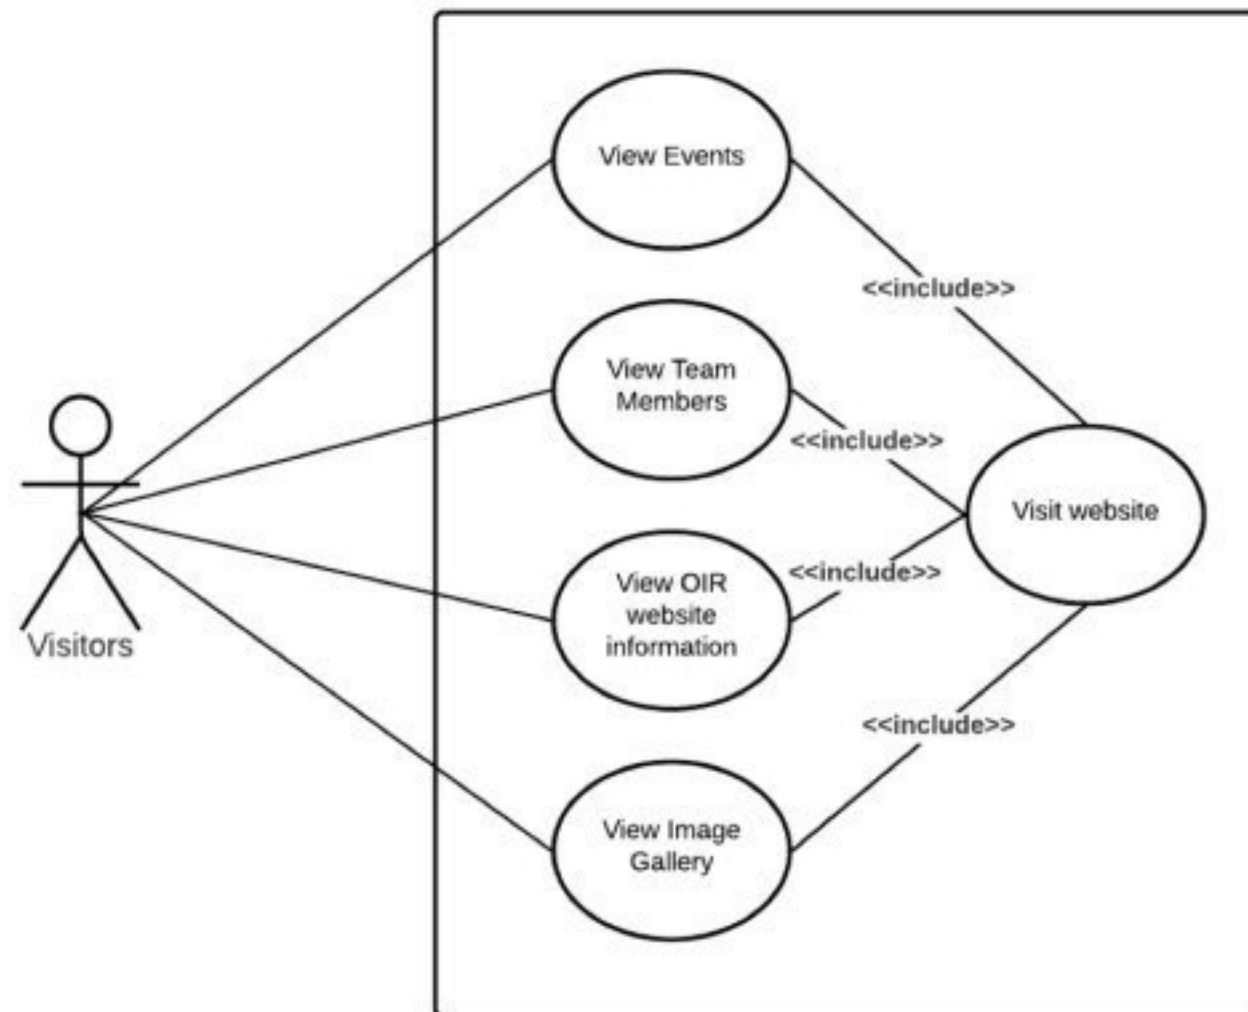 View Events
<<include>>
View Team
Members
<<include>>
Visit website
View OIR
website
information
<<include>>
Visitors
<<include>>
View Image
Gallery